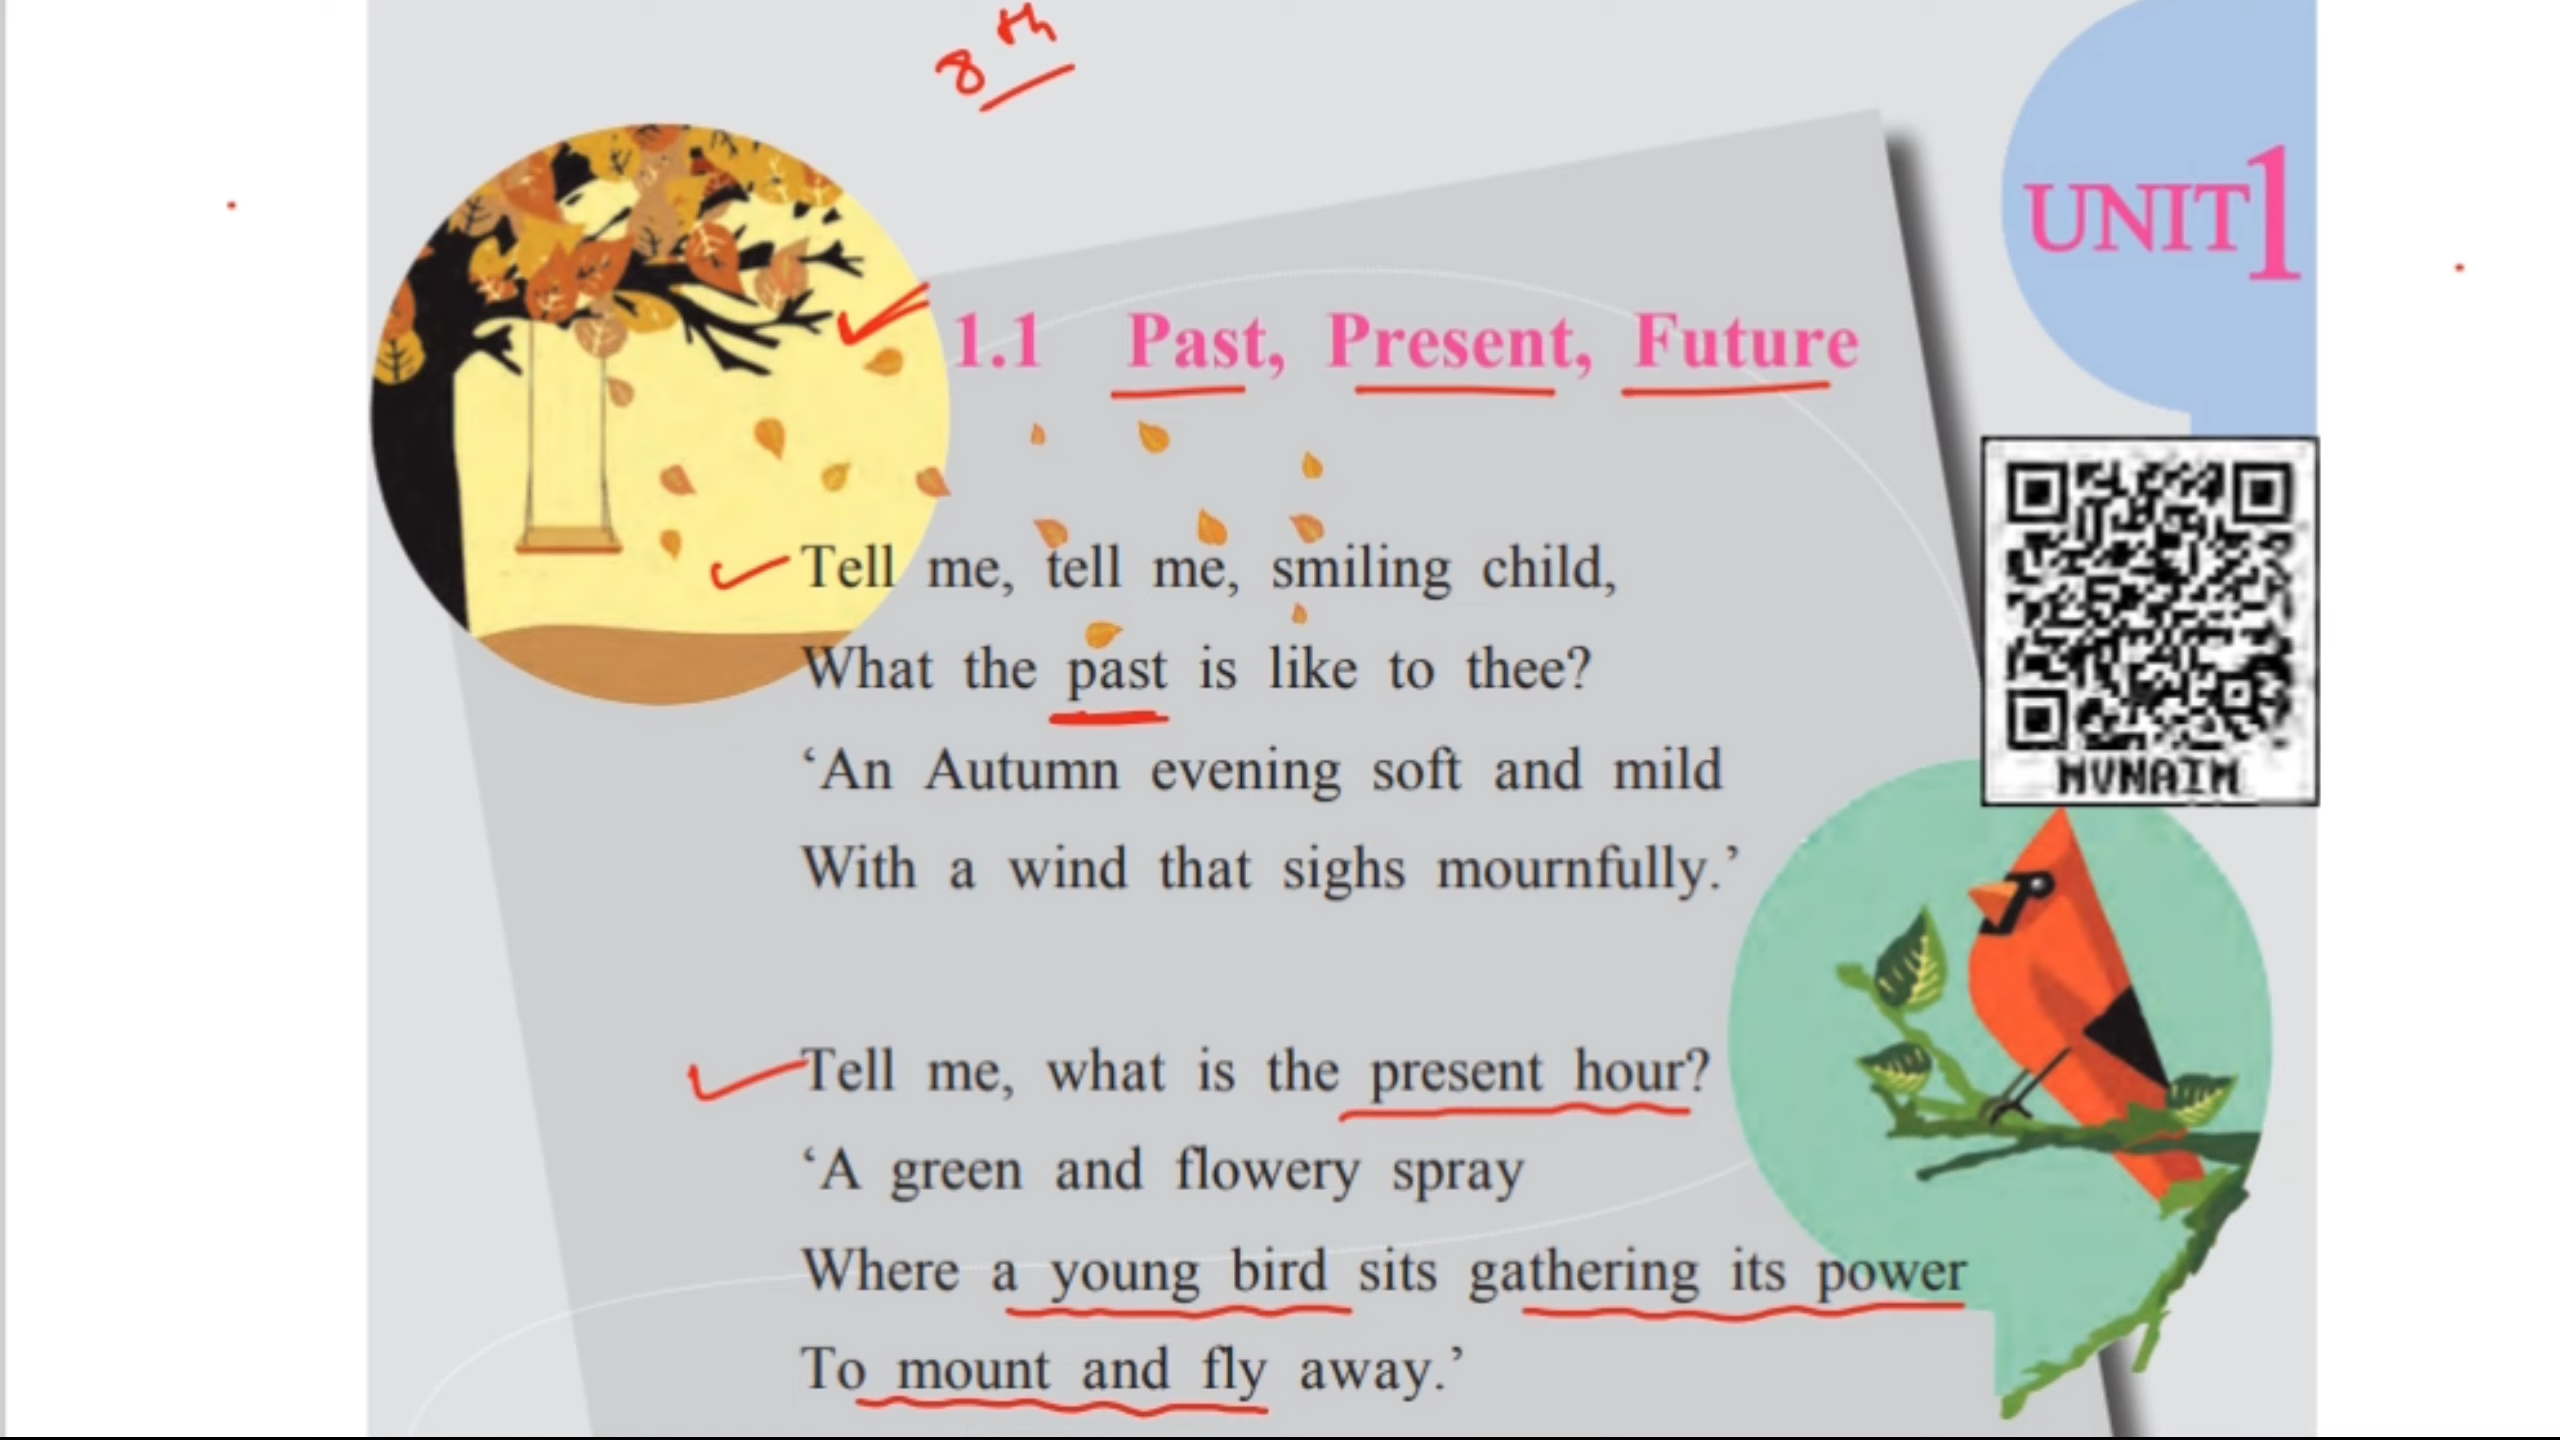 8th
UNIT 1
1.1 Past, Present, Future
Tell me, tell me, smiling child,
What the past is like to thee?
‘An Autumn evening soft and mild
With a wind that sighs mournfully.’
Tell me, what is the present hour?
‘A green and flowery spray
Where a young bird sits gathering its power
To mount and fly away.’
MVNAIM